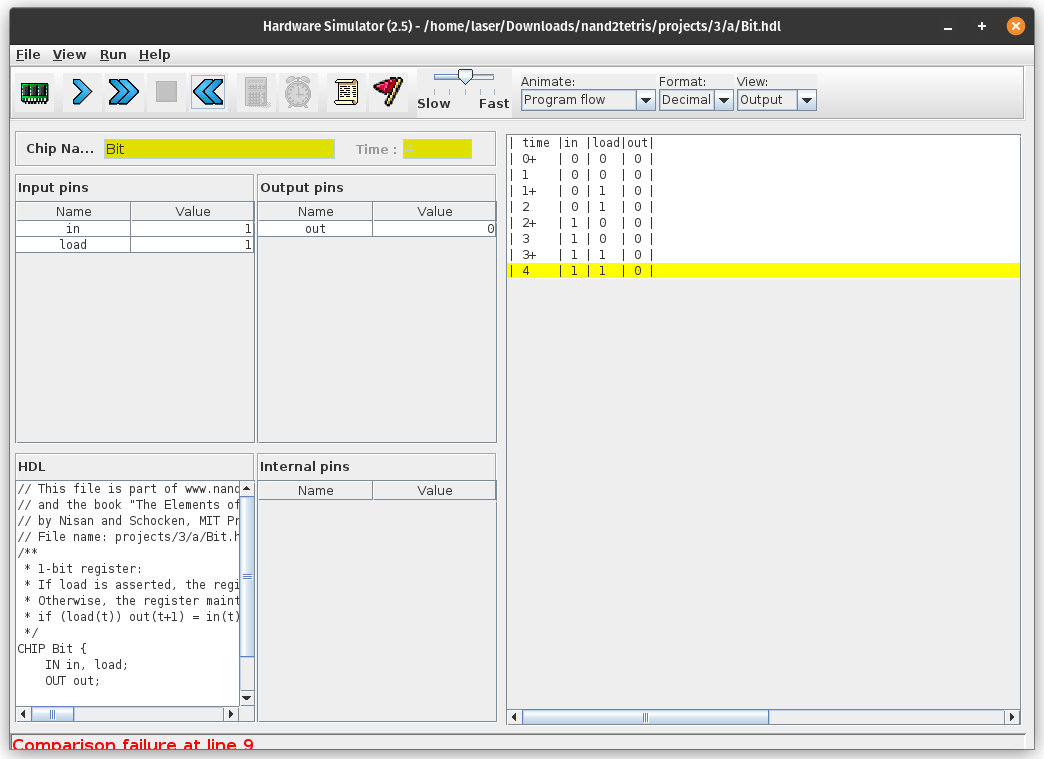 Hardware Simulator (2.5) - /home/laser/Downloads/nand2tetris/projects/3/a/Bit.hdl
File View Run Help
Slow Fast
Animate: Format: View:
Program flow Decimal Output
Chip Na... Bit Time : 4
Input pins
Name Value
in 1
load 1
Output pins
Name Value
out 0
HDL
// This file is part of www.nand
// and the book "The Elements of
// by Nisan and Schocken, MIT Pr
// File name: projects/3/a/Bit.h
/**
* 1-bit register:
* If load is asserted, the regi
* Otherwise, the register maint
* if (load(t)) out(t+1) = in(t)
*/
CHIP Bit {
IN in, load;
OUT out;
Internal pins
Name Value
| time |in |load|out|
| 0+ | 0 | 0 | 0 |
| 1 | 0 | 0 | 0 |
| 1+ | 0 | 1 | 0 |
| 2 | 0 | 1 | 0 |
| 2+ | 1 | 0 | 0 |
| 3 | 1 | 0 | 0 |
| 3+ | 1 | 1 | 0 |
| 4 | 1 | 1 | 0 |
Comparison failure at line 9